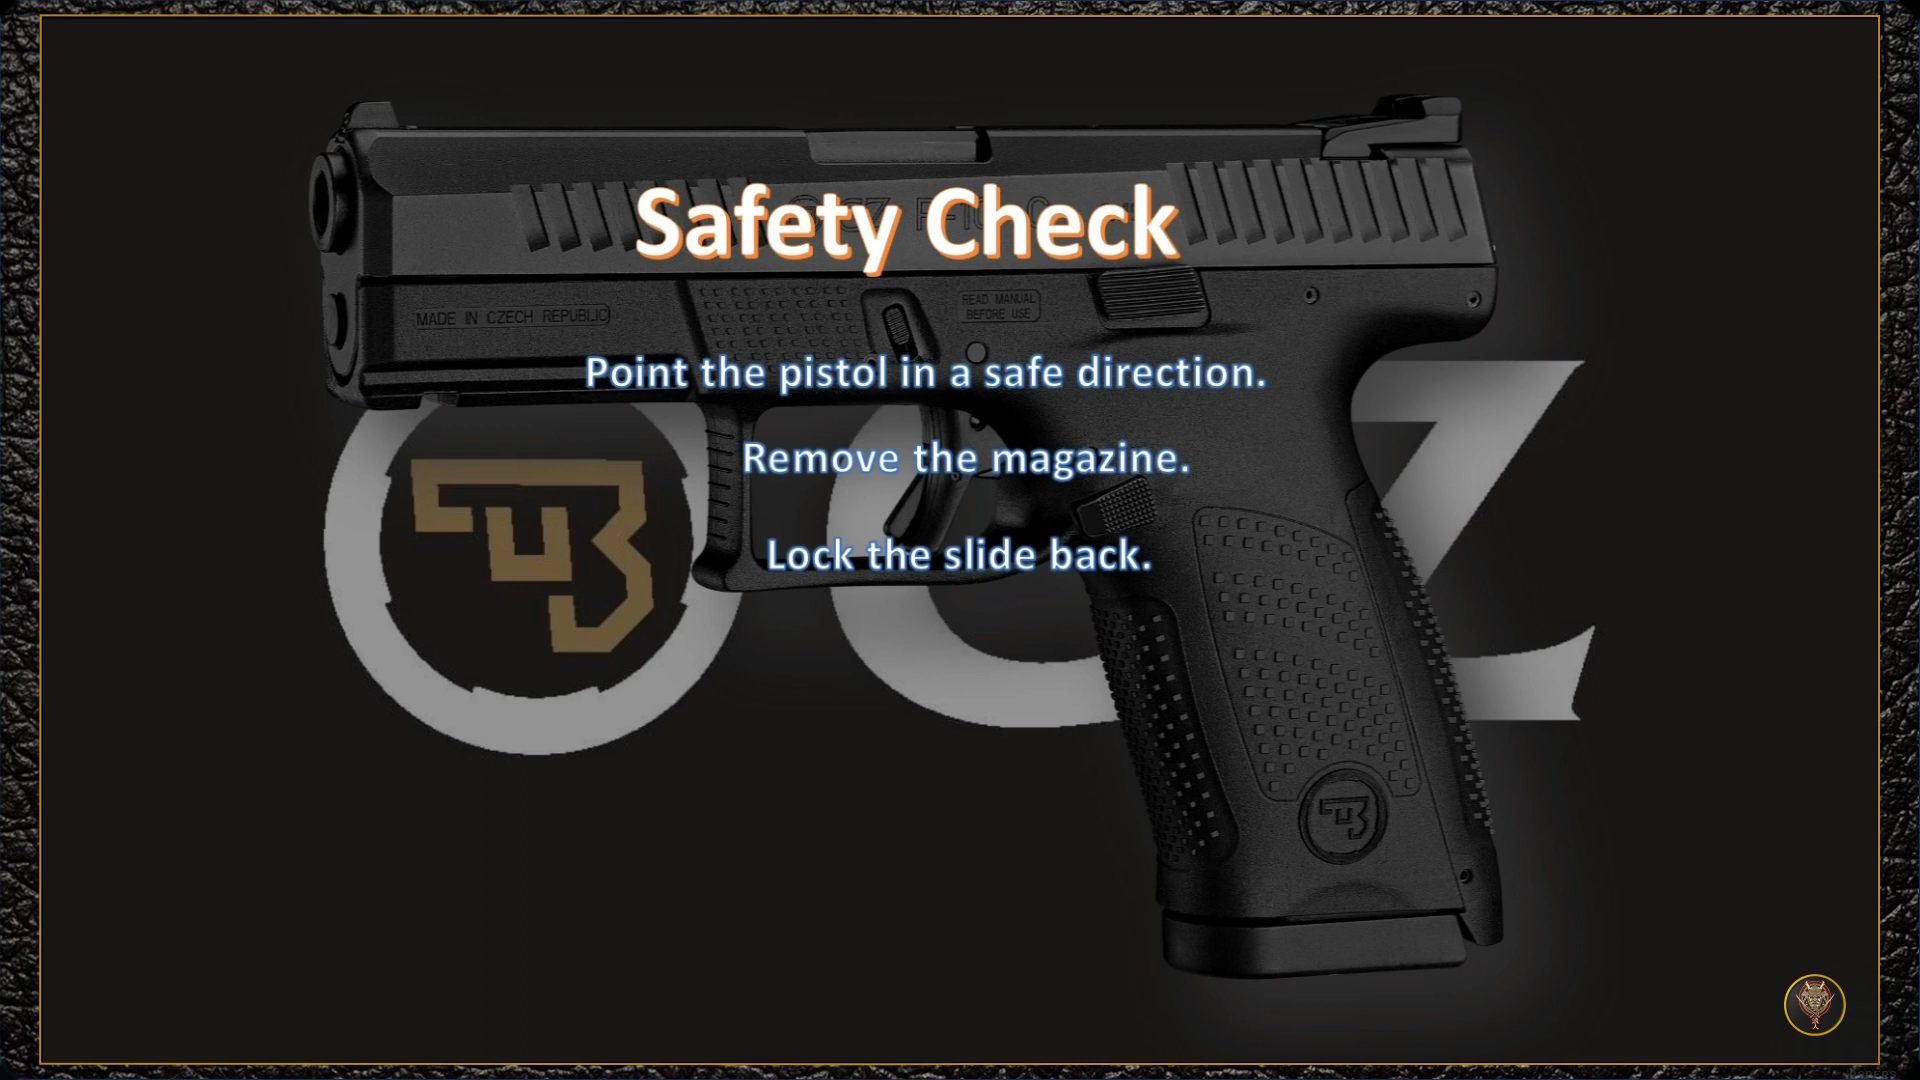 Safety Check
MADE IN CZECH REPUBLIC
READ MANUAL
BEFORE USE
Point the pistol in a safe direction.
Remove the magazine.
Lock the slide back.
CZ